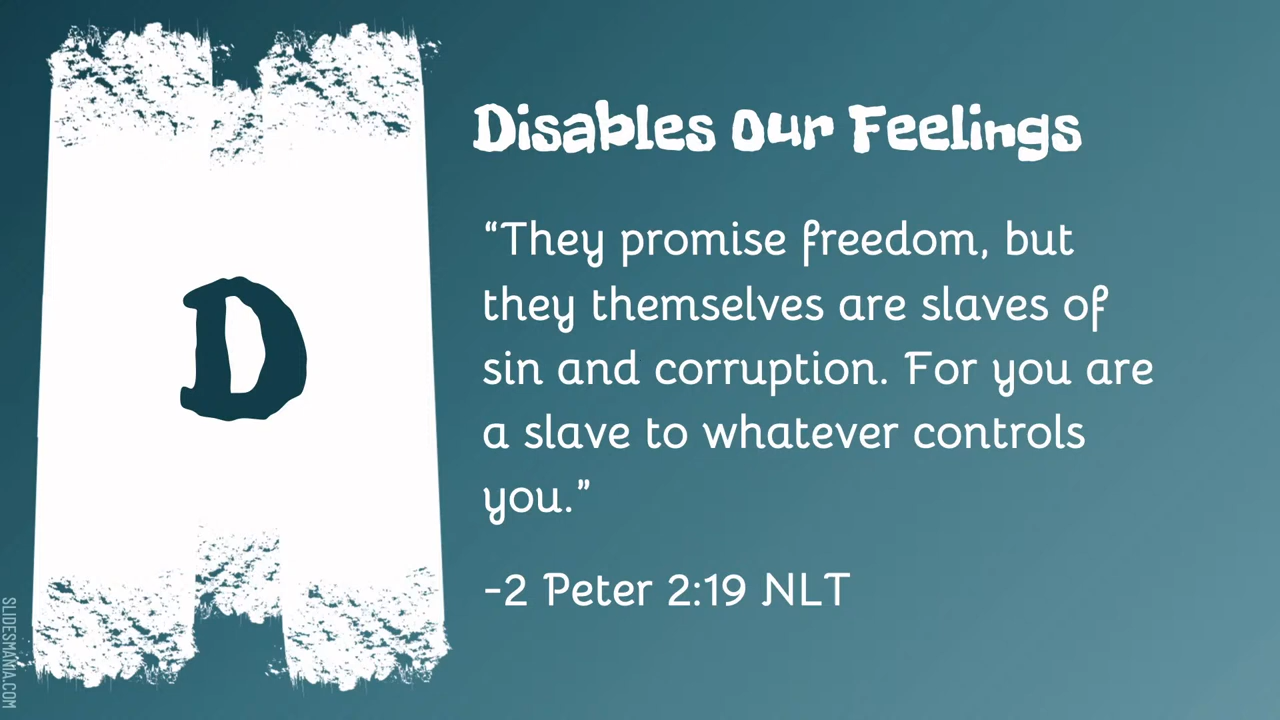 D
Disables Our Feelings
“They promise freedom, but
they themselves are slaves of
sin and corruption. For you are
a slave to whatever controls
you.”
-2 Peter 2:19 NLT
SLIDESMANIA.COM